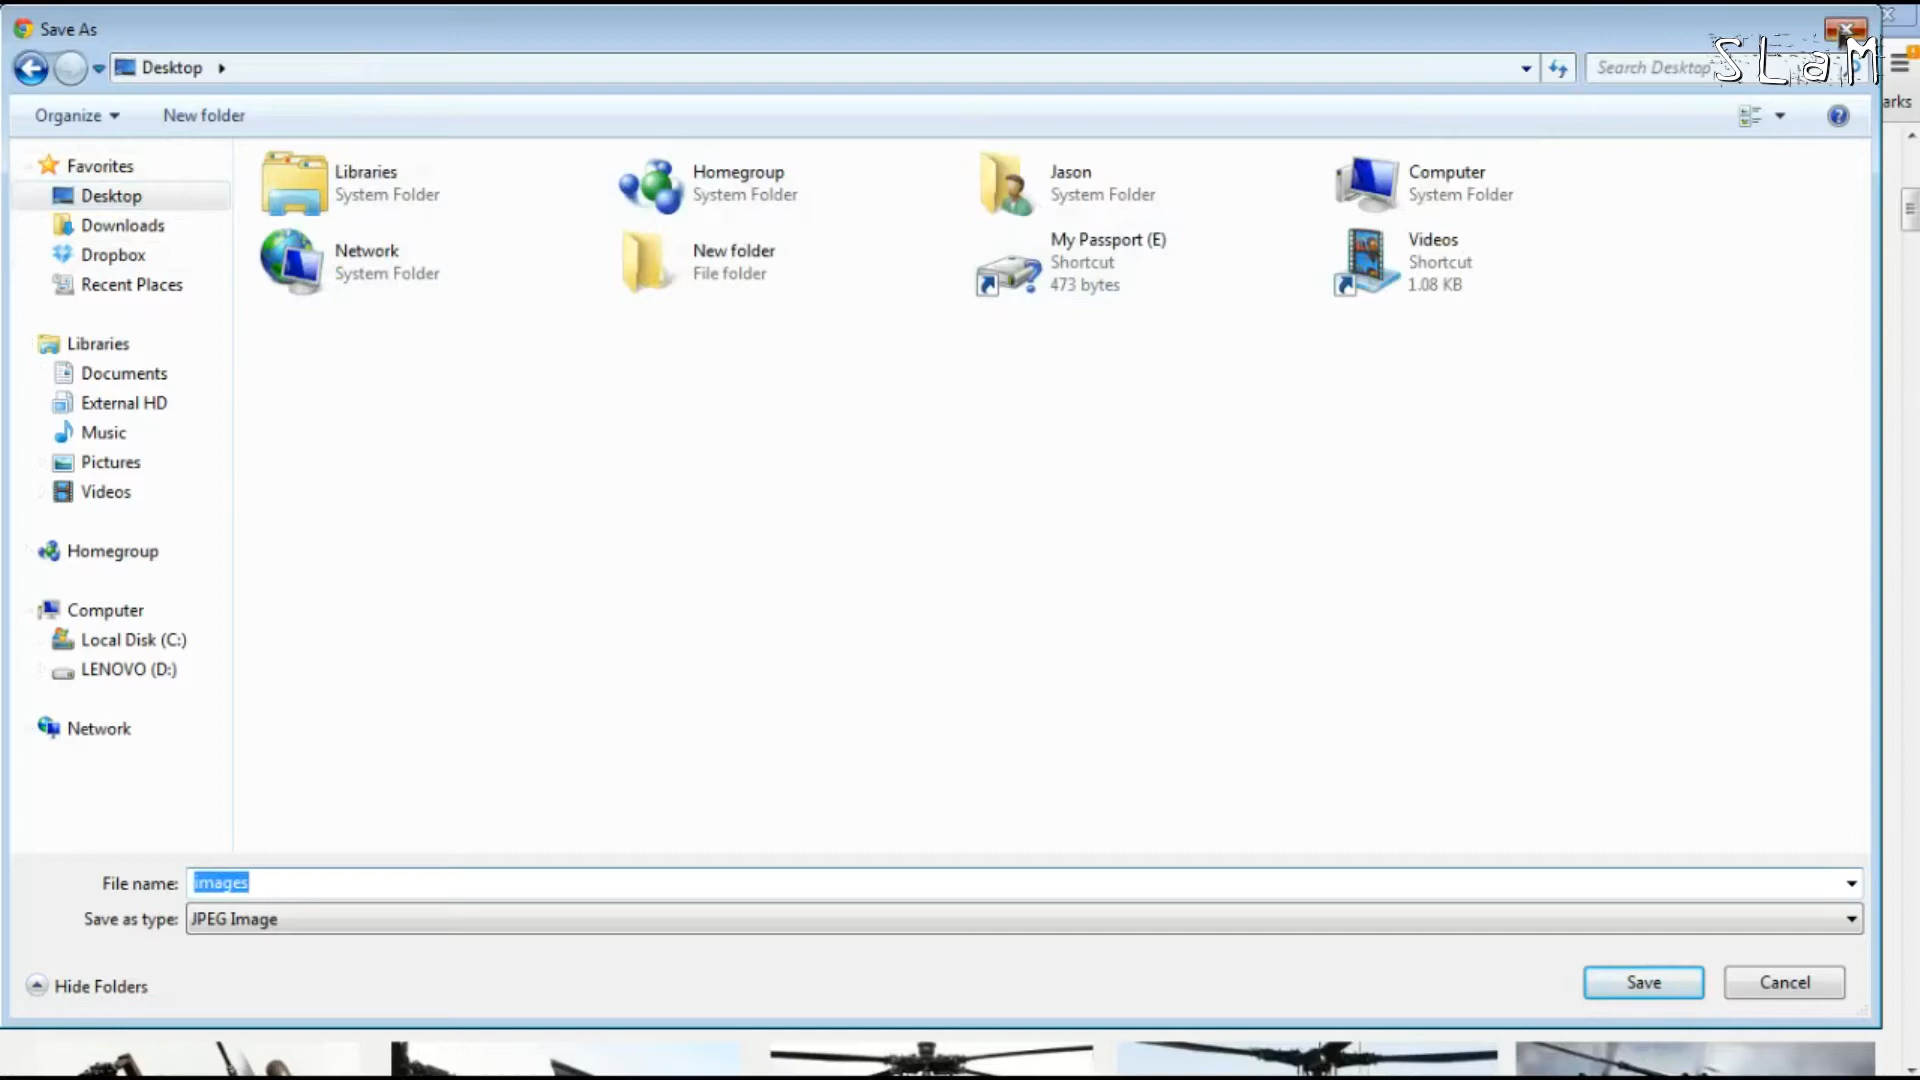 Save As
SLaM
Desktop
Search Desktop
arks
Organize
New folder
Favorites
Desktop
Downloads
Dropbox
Recent Places
Libraries
Documents
External HD
Music
Pictures
Videos
Homegroup
Computer
Local Disk (C:)
LENOVO (D:)
Network
Libraries
System Folder
Homegroup
System Folder
Jason
System Folder
Computer
System Folder
Network
System Folder
New folder
File folder
My Passport (E)
Shortcut
473 bytes
Videos
Shortcut
1.08 KB
File name: images
Save as type: JPEG Image
Hide Folders
Save
Cancel